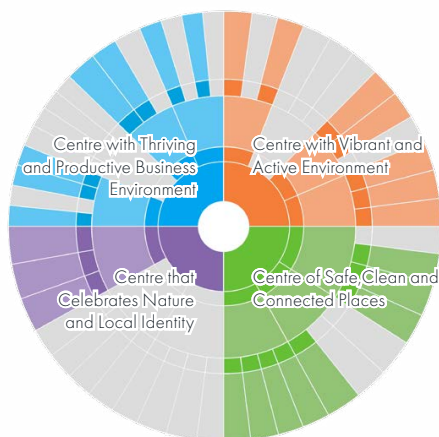 Centre with Thriving
and Productive Business
Environment
Centre with Vibrant and
Active Environment
Centre that
Celebrates Nature
and Local Identity
Centre of Safe,Clean and
Connected Places